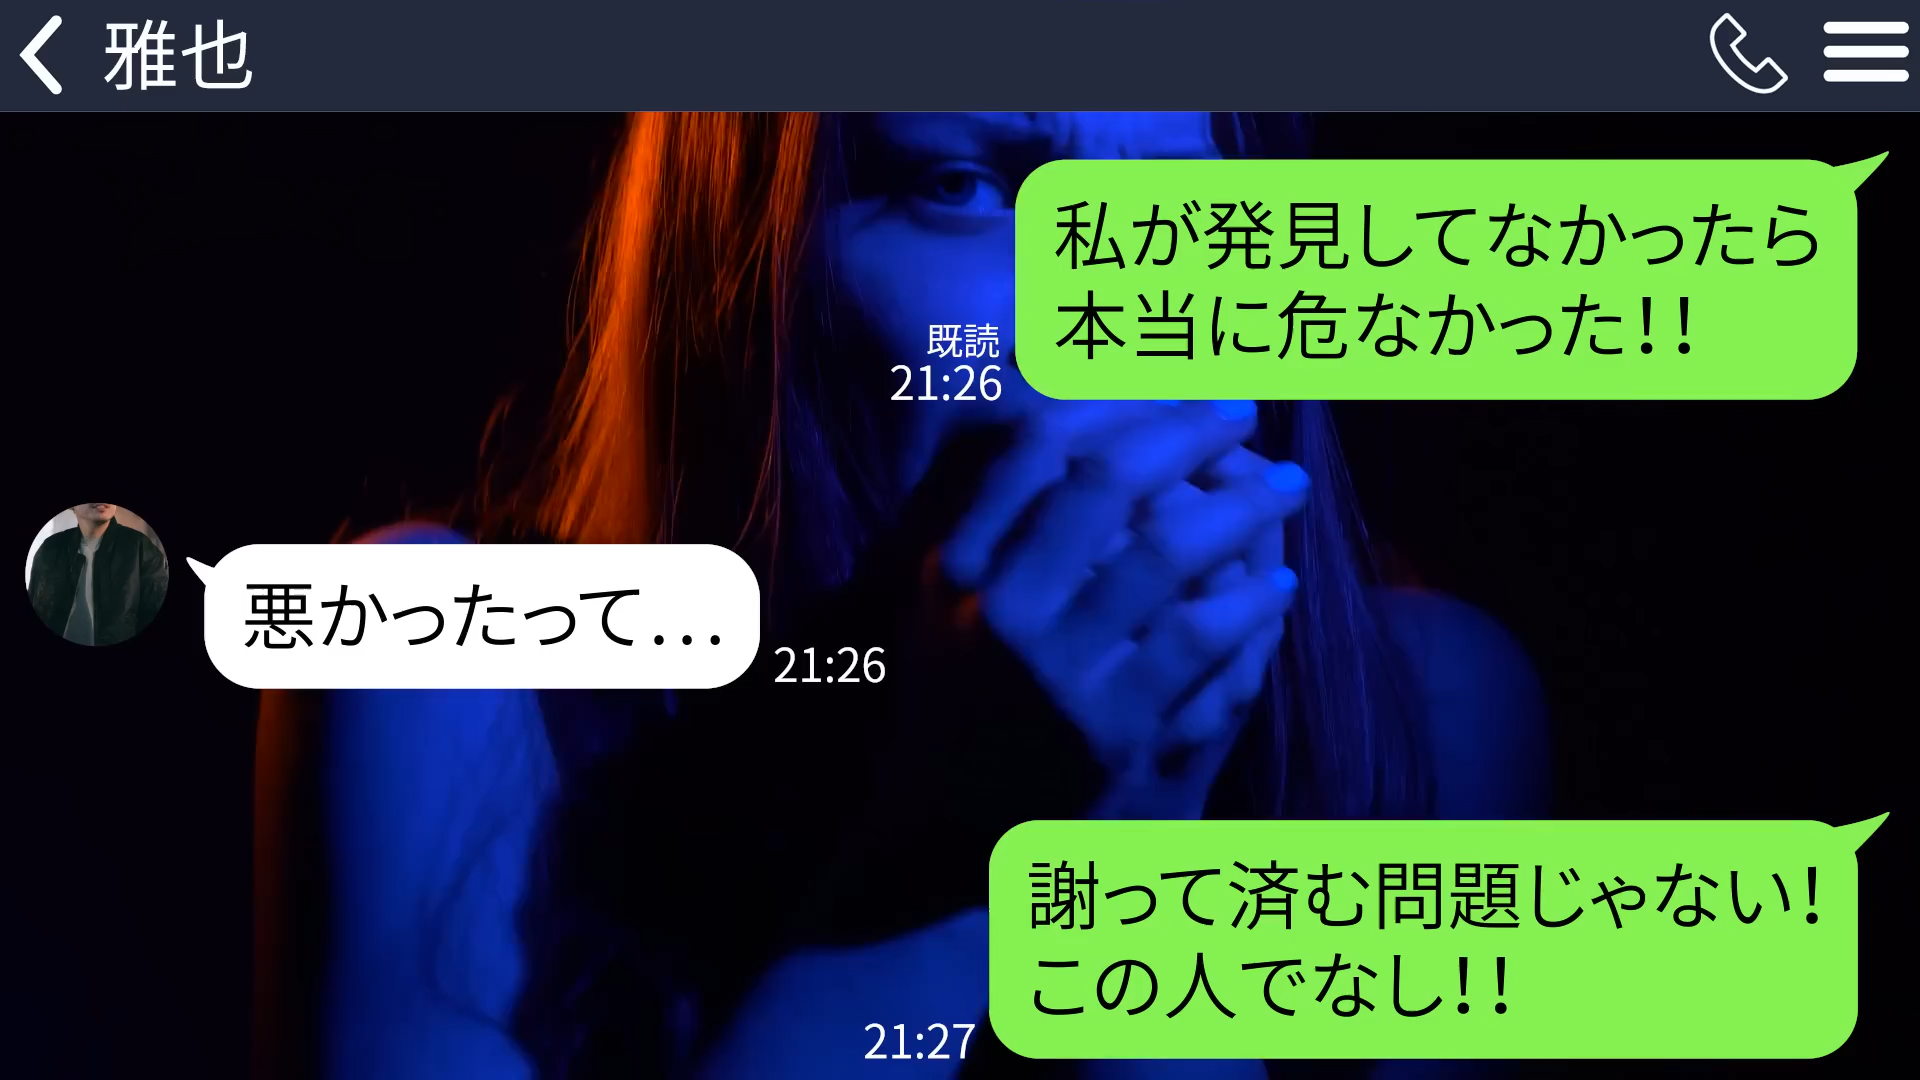 雅也
私が発見してなかったら
本当に危なかった！！
既読
21:26
悪かったって…
21:26
謝って済む問題じゃない！
この人でなし！！
21:27